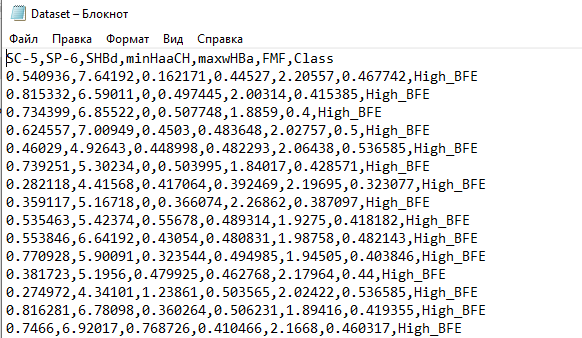 Dataset – Блокнот
Файл Правка Формат Вид Справка
SC-5,SP-6,SHBd,minHaaCH,maxwHBa,FMF,Class
0.540936,7.64192,0.162171,0.44527,2.20557,0.467742,High_BFE
0.815332,6.59011,0,0.497445,2.00314,0.415385,High_BFE
0.734399,6.85522,0,0.507748,1.8859,0.4,High_BFE
0.624557,7.00949,0.4503,0.483648,2.02757,0.5,High_BFE
0.46029,4.92643,0.448998,0.482293,2.06438,0.536585,High_BFE
0.739251,5.30234,0,0.503995,1.84017,0.428571,High_BFE
0.282118,4.41568,0.417064,0.392469,2.19695,0.323077,High_BFE
0.359117,5.16718,0,0.366074,2.26862,0.387097,High_BFE
0.535463,5.42374,0.55678,0.489314,1.9275,0.418182,High_BFE
0.553846,6.64192,0.43054,0.480831,1.98758,0.482143,High_BFE
0.770928,5.90091,0.323544,0.494985,1.94505,0.403846,High_BFE
0.381723,5.1956,0.479925,0.462768,2.17964,0.44,High_BFE
0.274972,4.34101,1.23861,0.503565,2.02422,0.536585,High_BFE
0.816281,6.78098,0.360264,0.506231,1.89416,0.419355,High_BFE
0.7466,6.92017,0.768726,0.410466,2.1668,0.460317,High_BFE